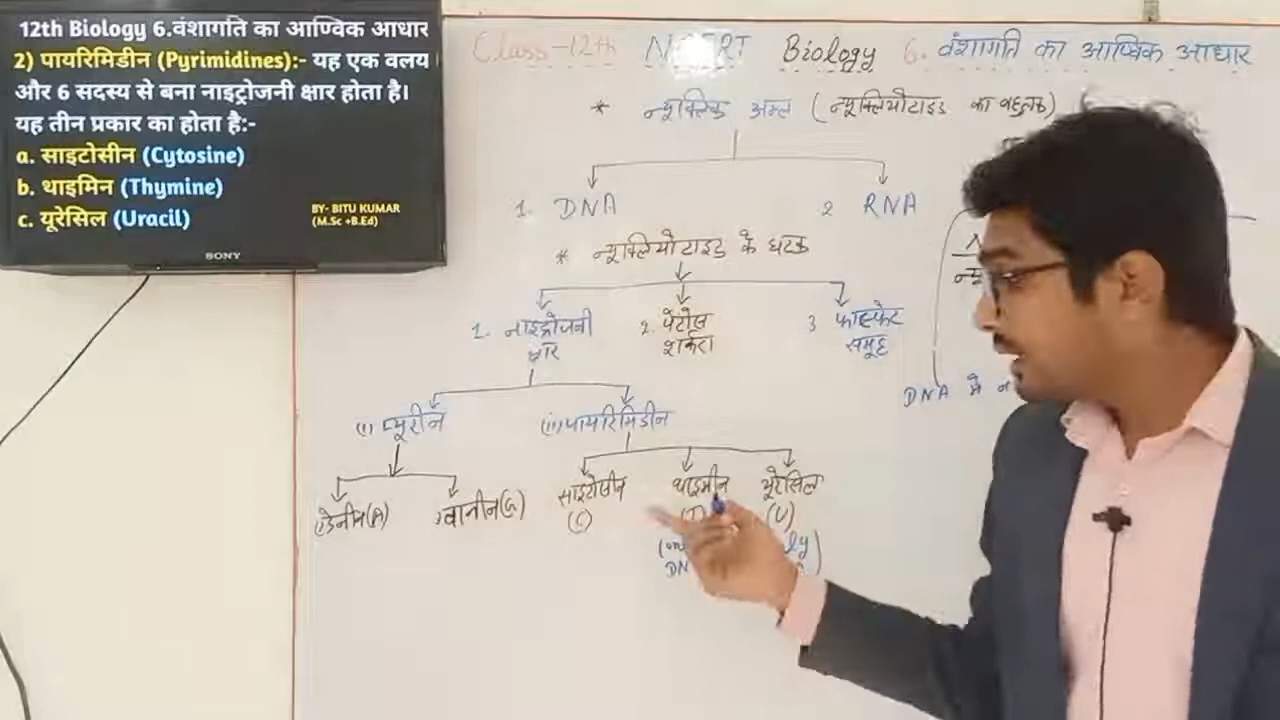 12th Biology 6.वंशागति का आण्विक आधार
2) पायरिमिडीन (Pyrimidines):- यह एक वलय
और 6 सदस्य से बना नाइट्रोजनी क्षार होता है।
यह तीन प्रकार का होता है:-
a. साइटोसीन (Cytosine)
b. थाइमिन (Thymine)
c. यूरेसिल (Uracil)
BY- BITU KUMAR
(M.Sc +B.Ed)
SONY
Class-12th NCERT Biology 6. वंशागति का आण्विक आधार
* न्यूक्लिक अम्ल (न्यूक्लियोटाइड का बहुलक)
1. DNA 2 RNA
* न्यूक्लियोटाइड के घटक
1. नाइट्रोजनी क्षार 2. पेंटोस शर्करा 3 फास्फेट समूह
DNA मे
(i) प्यूरीन (ii) पायरिमिडीन
एडेनीन(A) ग्वानीन(G) साइटोसीन (C) थाइमीन (T) यूरेसिल (U)
DN